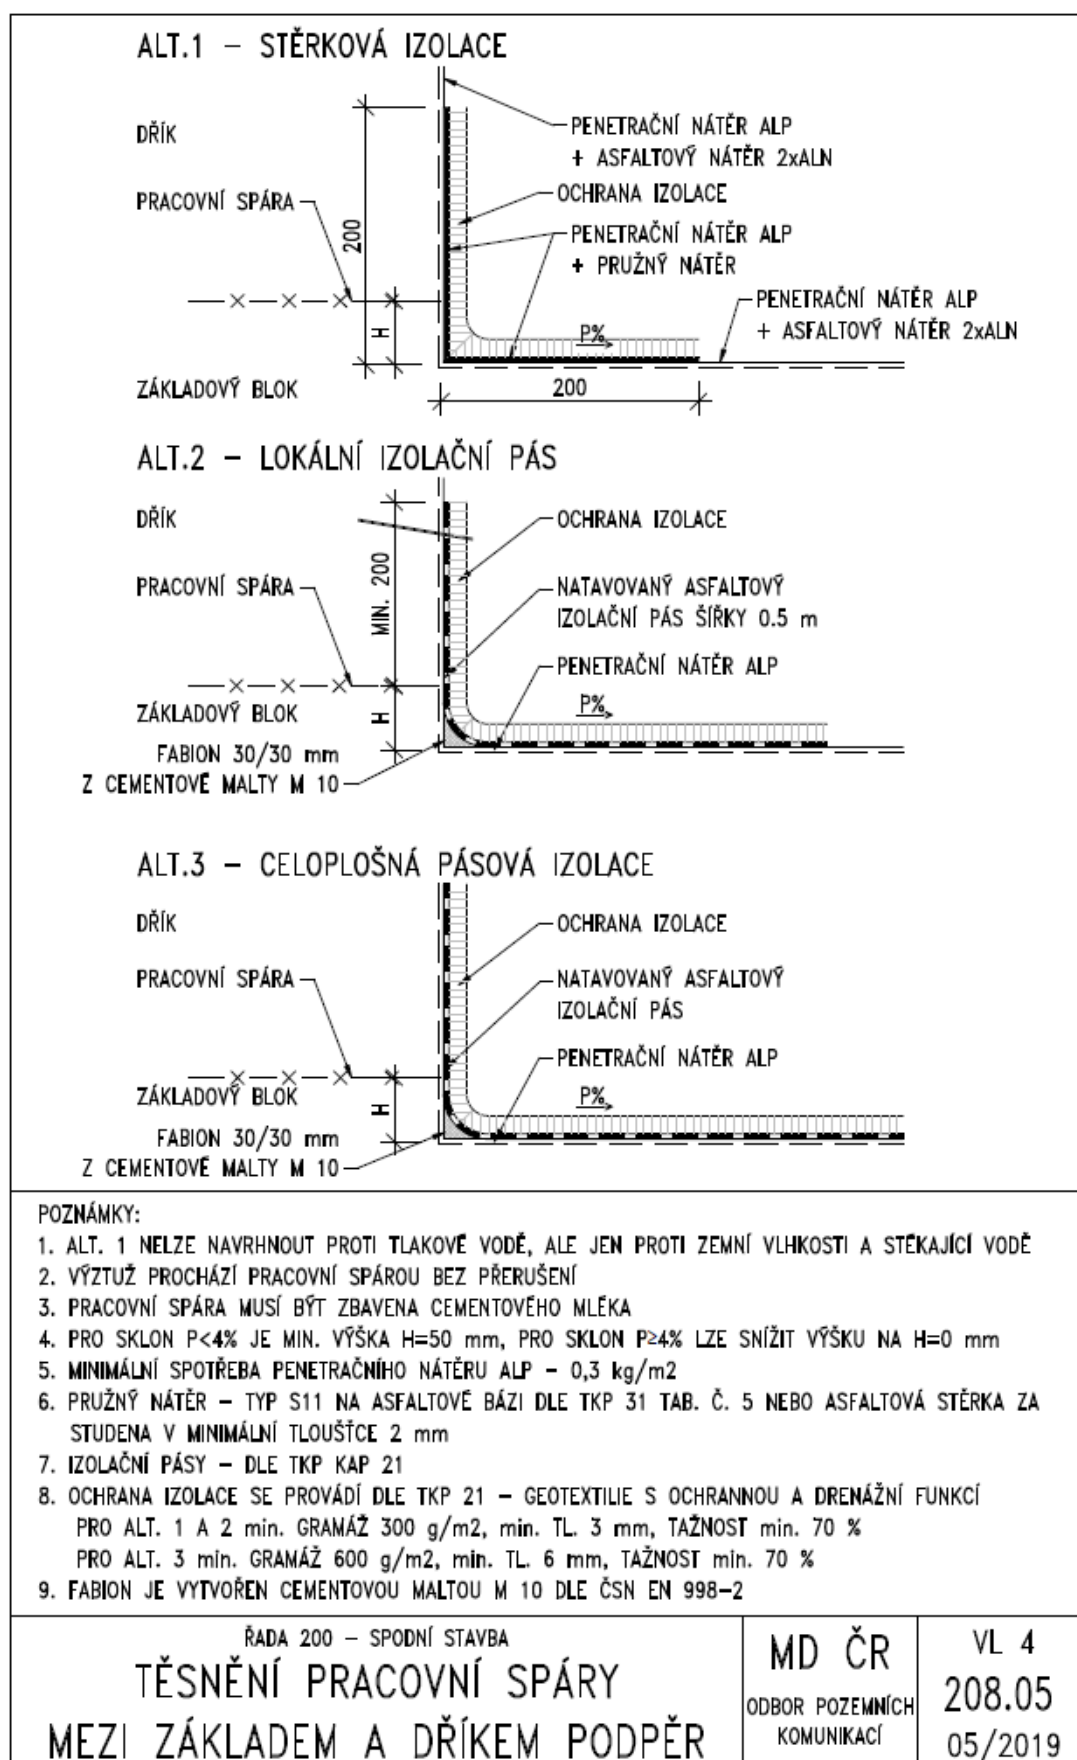 ALT.1 – STĚRKOVÁ IZOLACE
DŘÍK
PENETRAČNÍ NÁTĚR ALP
+ ASFALTOVÝ NÁTĚR 2xALN
PRACOVNÍ SPÁRA
OCHRANA IZOLACE
200
PENETRAČNÍ NÁTĚR ALP
+ PRUŽNÝ NÁTĚR
PENETRAČNÍ NÁTĚR ALP
+ ASFALTOVÝ NÁTĚR 2xALN
H
P%
ZÁKLADOVÝ BLOK
200
ALT.2 – LOKÁLNÍ IZOLAČNÍ PÁS
DŘÍK
OCHRANA IZOLACE
MIN. 200
PRACOVNÍ SPÁRA
NATAVOVANÝ ASFALTOVÝ
IZOLAČNÍ PÁS ŠÍŘKY 0.5 m
PENETRAČNÍ NÁTĚR ALP
ZÁKLADOVÝ BLOK
H
P%
FABION 30/30 mm
Z CEMENTOVÉ MALTY M 10
ALT.3 – CELOPLOŠNÁ PÁSOVÁ IZOLACE
DŘÍK
OCHRANA IZOLACE
PRACOVNÍ SPÁRA
NATAVOVANÝ ASFALTOVÝ
IZOLAČNÍ PÁS
PENETRAČNÍ NÁTĚR ALP
ZÁKLADOVÝ BLOK
H
P%
FABION 30/30 mm
Z CEMENTOVÉ MALTY M 10
POZNÁMKY:
1. ALT. 1 NELZE NAVRHNOUT PROTI TLAKOVÉ VODĚ, ALE JEN PROTI ZEMNÍ VLHKOSTI A STÉKAJÍCÍ VODĚ
2. VÝZTUŽ PROCHÁZÍ PRACOVNÍ SPÁROU BEZ PŘERUŠENÍ
3. PRACOVNÍ SPÁRA MUSÍ BÝT ZBAVENA CEMENTOVÉHO MLÉKA
4. PRO SKLON P<4% JE MIN. VÝŠKA H=50 mm, PRO SKLON P≥4% LZE SNÍŽIT VÝŠKU NA H=0 mm
5. MINIMÁLNÍ SPOTŘEBA PENETRAČNÍHO NÁTĚRU ALP – 0,3 kg/m2
6. PRUŽNÝ NÁTĚR – TYP S11 NA ASFALTOVÉ BÁZI DLE TKP 31 TAB. Č. 5 NEBO ASFALTOVÁ STĚRKA ZA
STUDENA V MINIMÁLNÍ TLOUŠŤCE 2 mm
7. IZOLAČNÍ PÁSY – DLE TKP KAP 21
8. OCHRANA IZOLACE SE PROVÁDÍ DLE TKP 21 – GEOTEXTILIE S OCHRANNOU A DRENÁŽNÍ FUNKCÍ
PRO ALT. 1 A 2 min. GRAMÁŽ 300 g/m2, min. TL. 3 mm, TAŽNOST min. 70 %
PRO ALT. 3 min. GRAMÁŽ 600 g/m2, min. TL. 6 mm, TAŽNOST min. 70 %
9. FABION JE VYTVOŘEN CEMENTOVOU MALTOU M 10 DLE ČSN EN 998–2
ŘADA 200 – SPODNÍ STAVBA
TĚSNĚNÍ PRACOVNÍ SPÁRY
MEZI ZÁKLADEM A DŘÍKEM PODPĚR
MD ČR
ODBOR POZEMNÍCH
KOMUNIKACÍ
VL 4
208.05
05/2019